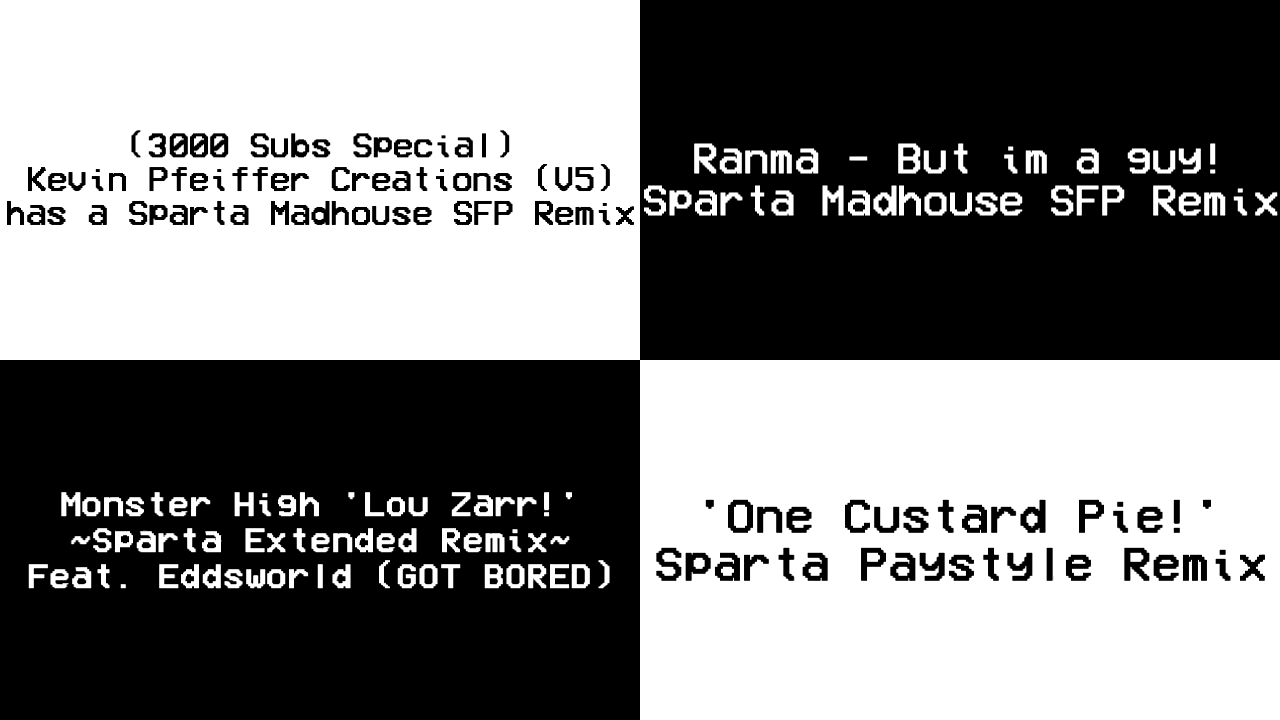 (3000 Subs Special)
Kevin Pfeiffer Creations (V5)
has a Sparta Madhouse SFP Remix
Ranma - But im a guy!
Sparta Madhouse SFP Remix
Monster High 'Lou Zarr!'
~Sparta Extended Remix~
Feat. Eddsworld (GOT BORED)
'One Custard Pie!'
Sparta Paystyle Remix